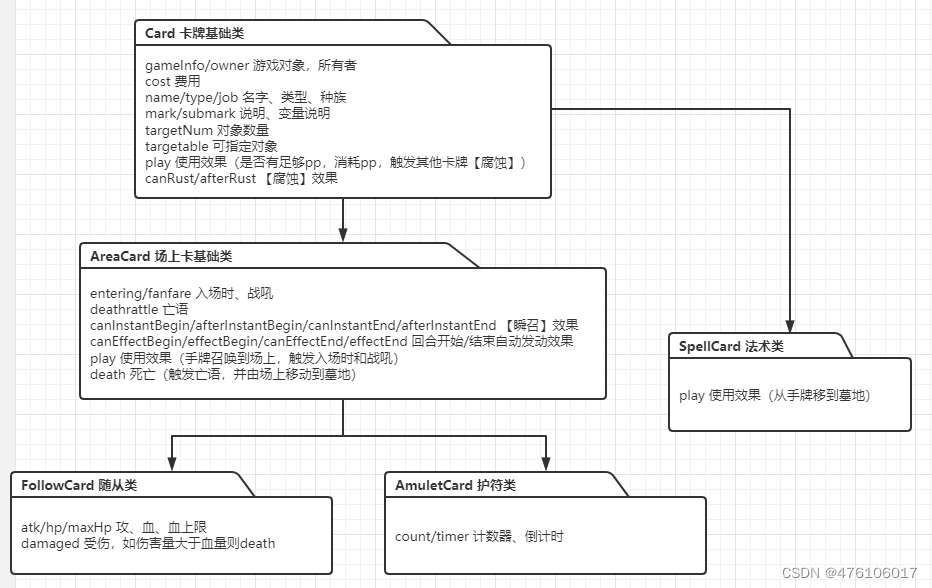 Card 卡牌基础类
gameInfo/owner 游戏对象，所有者
cost 费用
name/type/job 名字、类型、种族
mark/submark 说明、变量说明
targetNum 对象数量
targetable 可指定对象
play 使用效果（是否有足够pp，消耗pp，触发其他卡牌【腐蚀】）
canRust/afterRust 【腐蚀】效果
AreaCard 场上卡基础类
entering/fanfare 入场时、战吼
deathrattle 亡语
canInstantBegin/afterInstantBegin/canInstantEnd/afterInstantEnd 【瞬召】效果
canEffectBegin/effectBegin/canEffectEnd/effectEnd 回合开始/结束自动发动效果
play 使用效果（手牌召唤到场上，触发入场时和战吼）
death 死亡（触发亡语，并由场上移动到墓地）
SpellCard 法术类
play 使用效果（从手牌移到墓地）
FollowCard 随从类
atk/hp/maxHp 攻、血、血上限
damaged 受伤，如伤害量大于血量则death
AmuletCard 护符类
count/timer 计数器、倒计时
CSDN @476106017